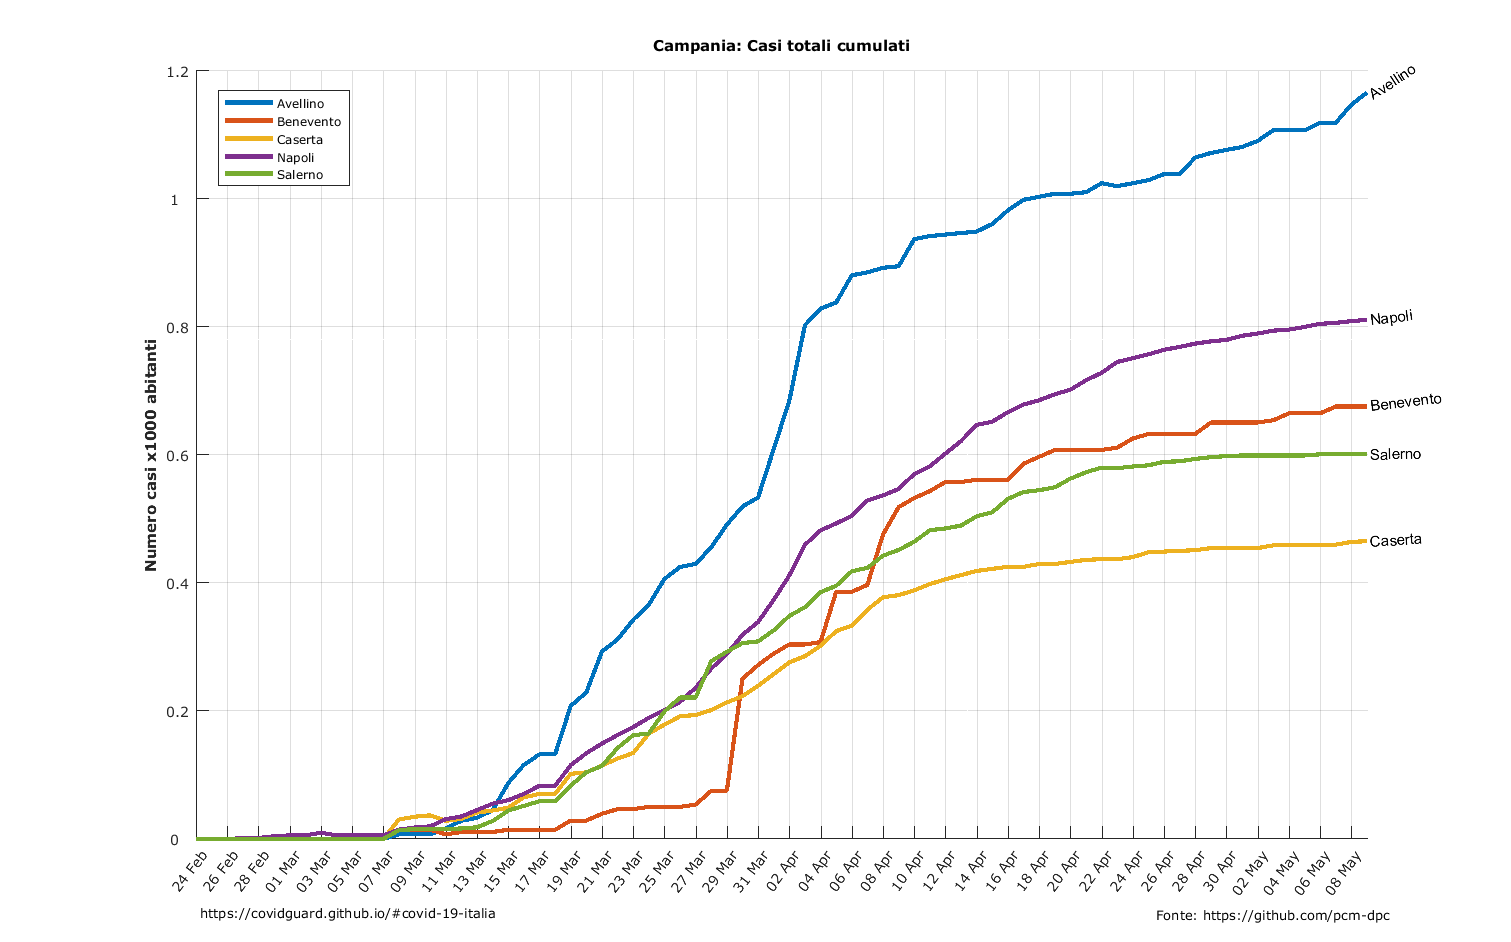 Campania: Casi totali cumulati
Numero casi x1000 abitanti
1.2
1
0.8
0.6
0.4
0.2
0
Avellino
Benevento
Caserta
Napoli
Salerno
Avellino
Napoli
Benevento
Salerno
Caserta
24 Feb
26 Feb
28 Feb
01 Mar
03 Mar
05 Mar
07 Mar
09 Mar
11 Mar
13 Mar
15 Mar
17 Mar
19 Mar
21 Mar
23 Mar
25 Mar
27 Mar
29 Mar
31 Mar
02 Apr
04 Apr
06 Apr
08 Apr
10 Apr
12 Apr
14 Apr
16 Apr
18 Apr
20 Apr
22 Apr
24 Apr
26 Apr
28 Apr
30 Apr
02 May
04 May
06 May
08 May
https://covidguard.github.io/#covid-19-italia
Fonte: https://github.com/pcm-dpc